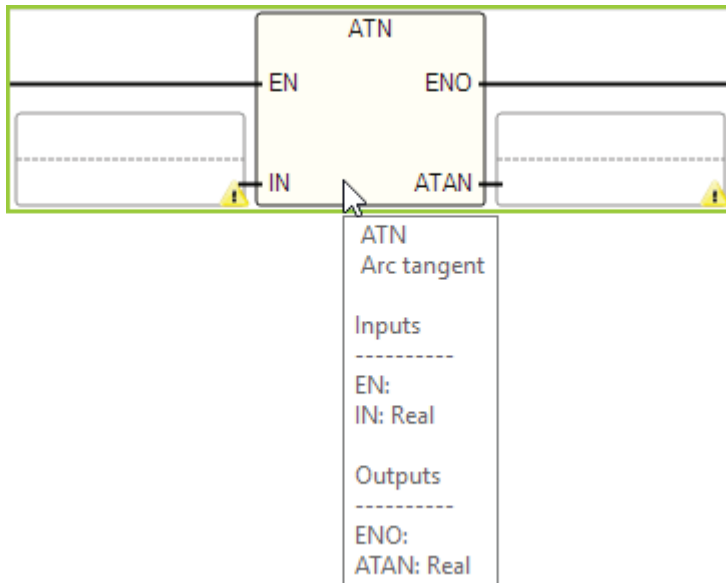 ATN
EN ENO
IN ATAN
ATN
Arc tangent
Inputs
----------
EN:
IN: Real
Outputs
----------
ENO:
ATAN: Real